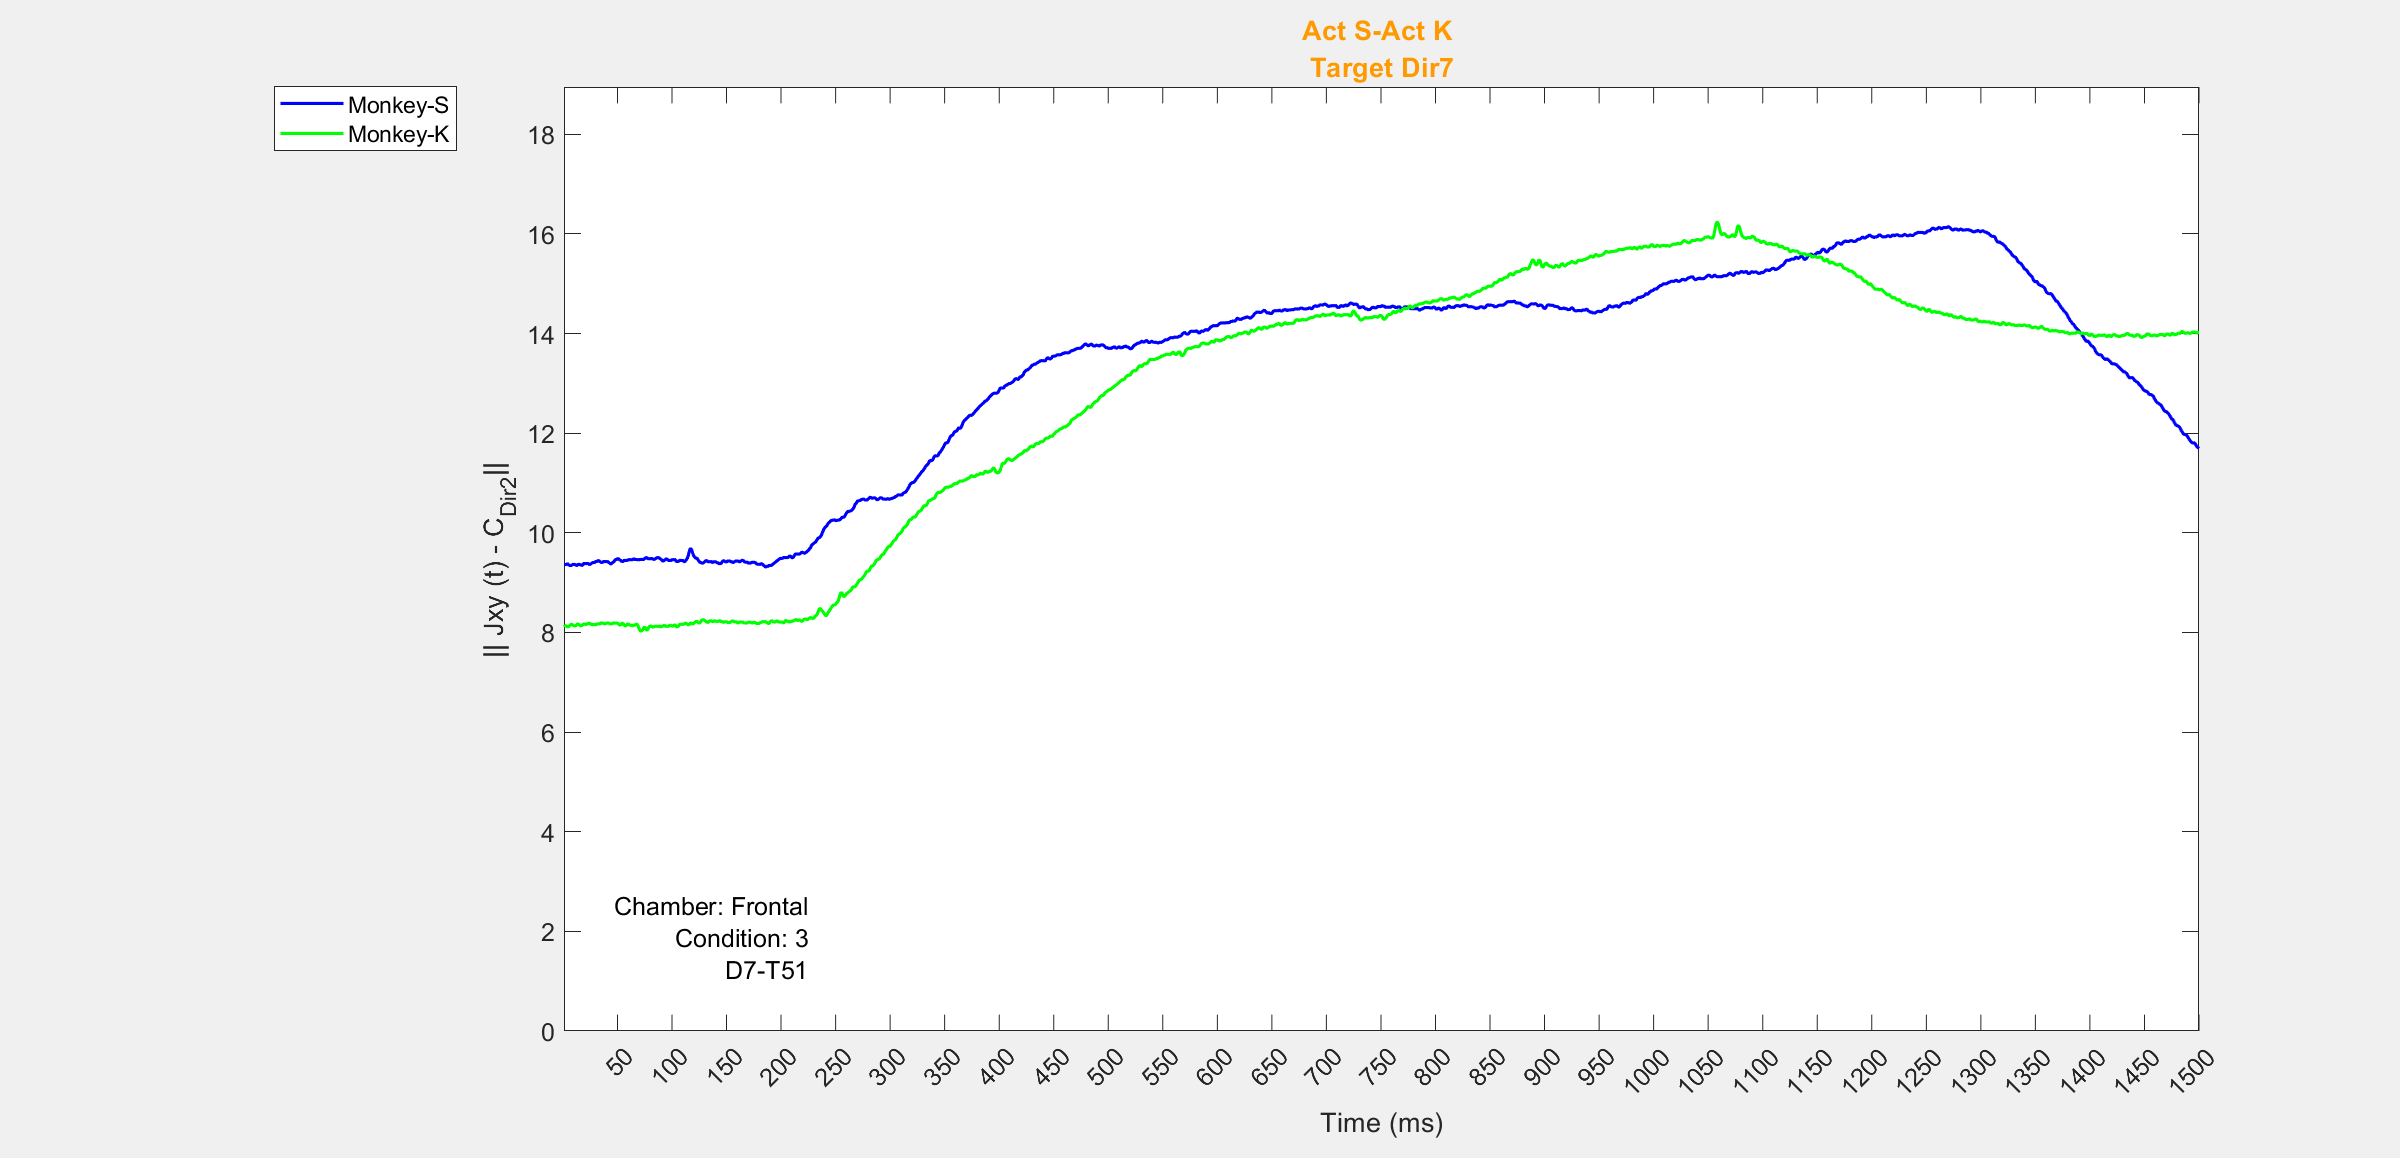 Act S-Act K
Target Dir7
Monkey-S
Monkey-K
18
16
14
12
10
8
6
4
2
0
|| Jxy (t) - C_Dir2||
Chamber: Frontal
Condition: 3
D7-T51
50 100 150 200 250 300 350 400 450 500 550 600 650 700 750 800 850 900 950 1000 1050 1100 1150 1200 1250 1300 1350 1400 1450 1500
Time (ms)